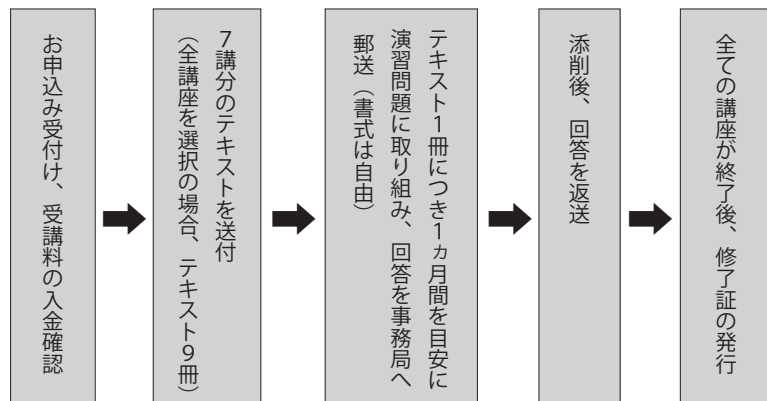 お申込み受付け、受講料の入金確認
7講分のテキストを送付
（全講座を選択の場合、テキスト9冊）
テキスト1冊につき1ヵ月間を目安に
演習問題に取り組み、回答を事務局へ
郵送（書式は自由）
添削後、回答を返送
全ての講座が終了後、修了証の発行